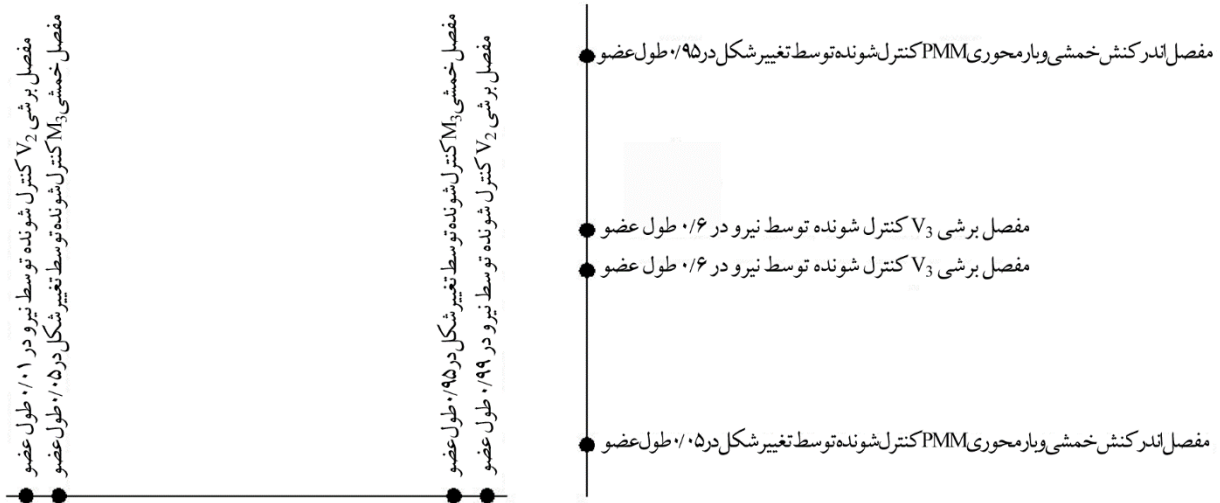 مفصل برشی V2 کنترل شونده توسط نیرو در ۰/۰۱ طول عضو
مفصل خمشی M3 کنترل شونده توسط تغییر شکل در ۰/۰۵ طول عضو
مفصل خمشی M3 کنترل شونده توسط تغییر شکل در ۰/۹۵ طول عضو
مفصل برشی V2 کنترل شونده توسط نیرو در ۰/۹۹ طول عضو
مفصل اندرکنش خمشی و بار محوری PMM کنترل شونده توسط تغییر شکل در ۰/۹۵ طول عضو
مفصل برشی V3 کنترل شونده توسط نیرو در ۰/۶ طول عضو
مفصل برشی V3 کنترل شونده توسط نیرو در ۰/۶ طول عضو
مفصل اندرکنش خمشی و بار محوری PMM کنترل شونده توسط تغییر شکل در ۰/۰۵ طول عضو